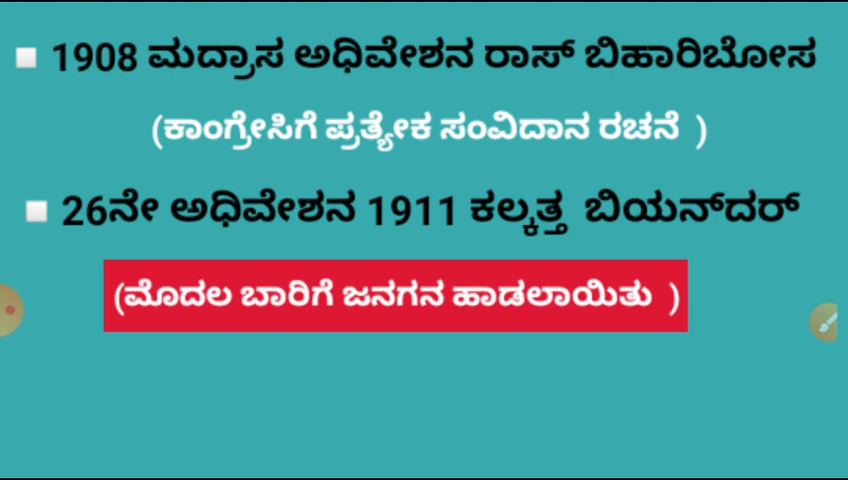 1908 ಮದ್ರಾಸ ಅಧಿವೇಶನ ರಾಸ್ ಬಿಹಾರಿಬೋಸ
(ಕಾಂಗ್ರೇಸಿಗೆ ಪ್ರತ್ಯೇಕ ಸಂವಿದಾನ ರಚನೆ )
26ನೇ ಅಧಿವೇಶನ 1911 ಕಲ್ಕತ್ತ ಬಿಯನ್‌ದರ್
(ಮೊದಲ ಬಾರಿಗೆ ಜನಗನ ಹಾಡಲಾಯಿತು )